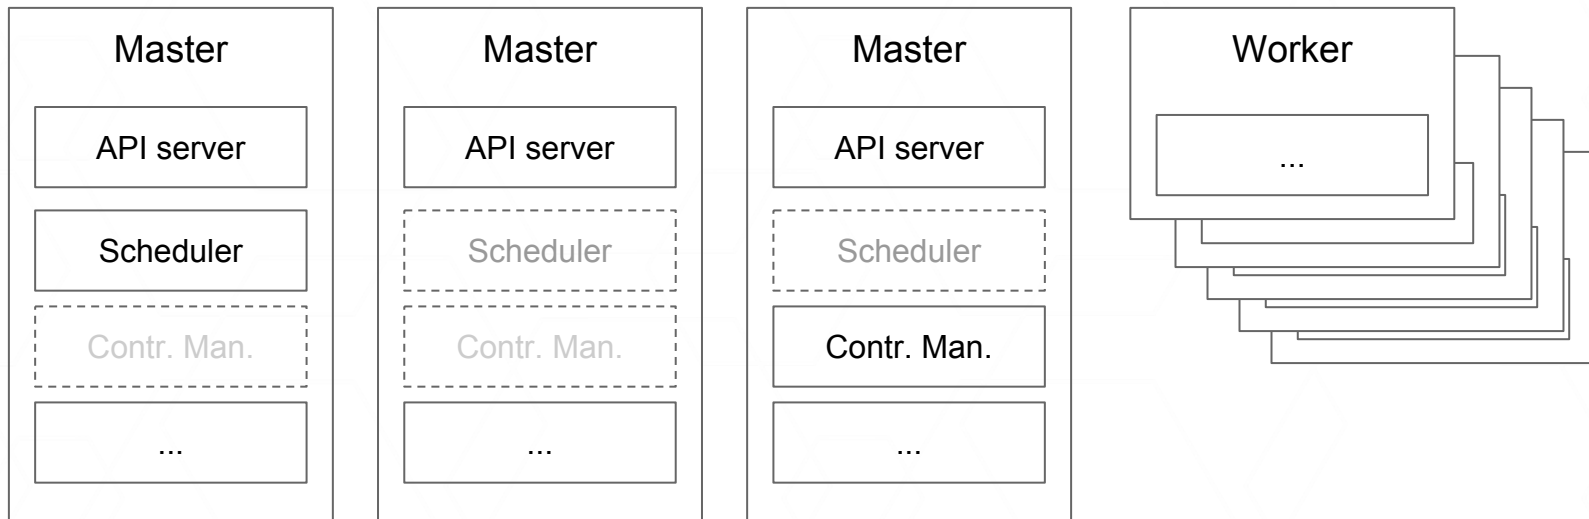 Master
API server
Scheduler
Contr. Man.
...
Master
API server
Scheduler
Contr. Man.
...
Master
API server
Scheduler
Contr. Man.
...
Worker
...